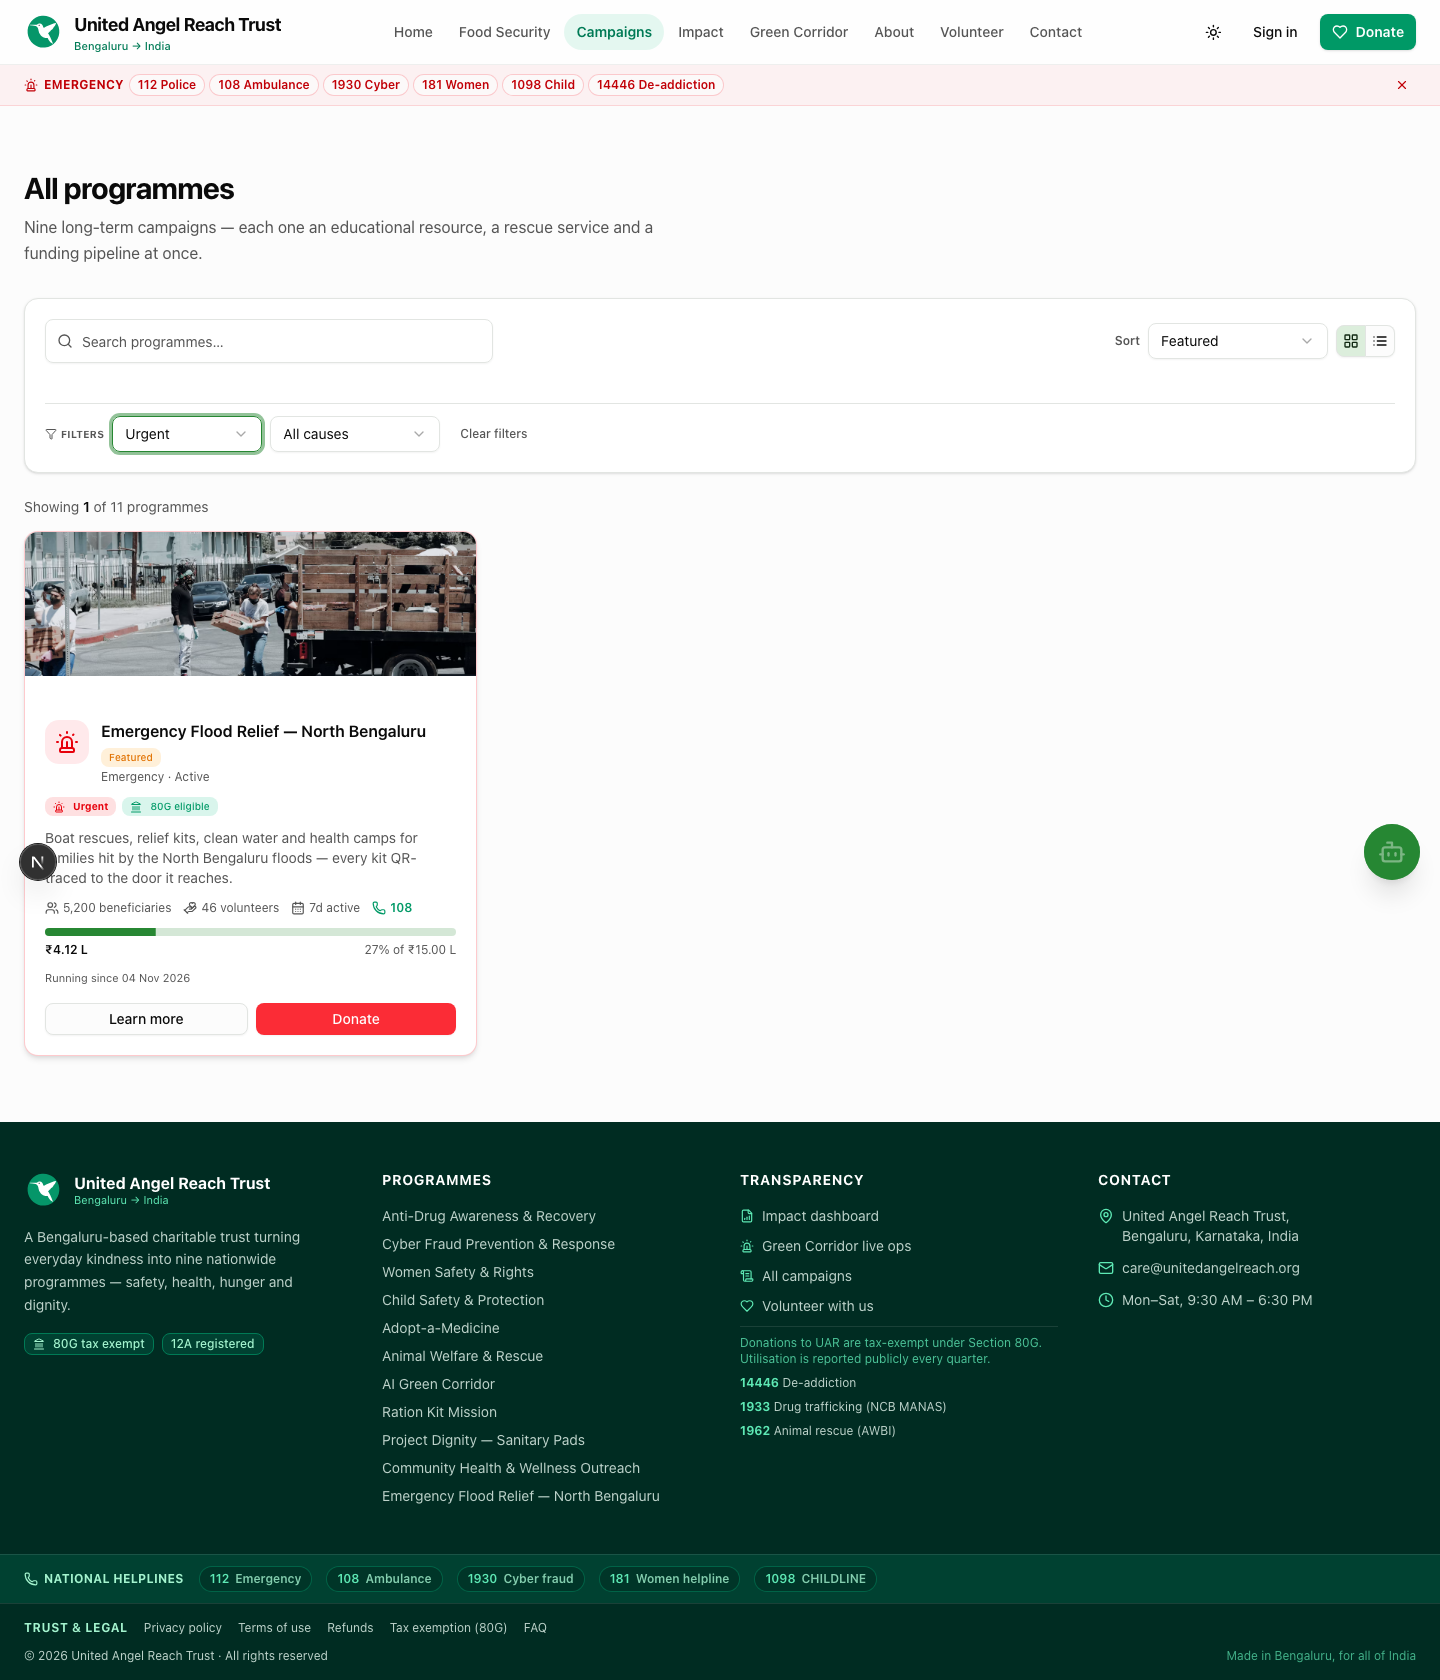 United Angel Reach Trust
Bengaluru → India
Home
Food Security
Campaigns
Impact
Green Corridor
About
Volunteer
Contact
Sign in
Donate
EMERGENCY
112 Police
108 Ambulance
1930 Cyber
181 Women
1098 Child
14446 De-addiction
All programmes
Nine long-term campaigns — each one an educational resource, a rescue service and a
funding pipeline at once.
Search programmes...
Sort
Featured
FILTERS
Urgent
All causes
Clear filters
Showing 1 of 11 programmes
Emergency Flood Relief — North Bengaluru
Featured
Emergency · Active
Urgent
80G eligible
Boat rescues, relief kits, clean water and health camps for
families hit by the North Bengaluru floods — every kit QR-
traced to the door it reaches.
5,200 beneficiaries
46 volunteers
7d active
108
₹4.12 L
27% of ₹15.00 L
Running since 04 Nov 2026
Learn more
Donate
N
United Angel Reach Trust
Bengaluru → India
A Bengaluru-based charitable trust turning
everyday kindness into nine nationwide
programmes — safety, health, hunger and
dignity.
80G tax exempt
12A registered
PROGRAMMES
Anti-Drug Awareness & Recovery
Cyber Fraud Prevention & Response
Women Safety & Rights
Child Safety & Protection
Adopt-a-Medicine
Animal Welfare & Rescue
AI Green Corridor
Ration Kit Mission
Project Dignity — Sanitary Pads
Community Health & Wellness Outreach
Emergency Flood Relief — North Bengaluru
TRANSPARENCY
Impact dashboard
Green Corridor live ops
All campaigns
Volunteer with us
Donations to UAR are tax-exempt under Section 80G.
Utilisation is reported publicly every quarter.
14446 De-addiction
1933 Drug trafficking (NCB MANAS)
1962 Animal rescue (AWBI)
CONTACT
United Angel Reach Trust,
Bengaluru, Karnataka, India
care@unitedangelreach.org
Mon–Sat, 9:30 AM – 6:30 PM
NATIONAL HELPLINES
112 Emergency
108 Ambulance
1930 Cyber fraud
181 Women helpline
1098 CHILDLINE
TRUST & LEGAL
Privacy policy
Terms of use
Refunds
Tax exemption (80G)
FAQ
© 2026 United Angel Reach Trust · All rights reserved
Made in Bengaluru, for all of India